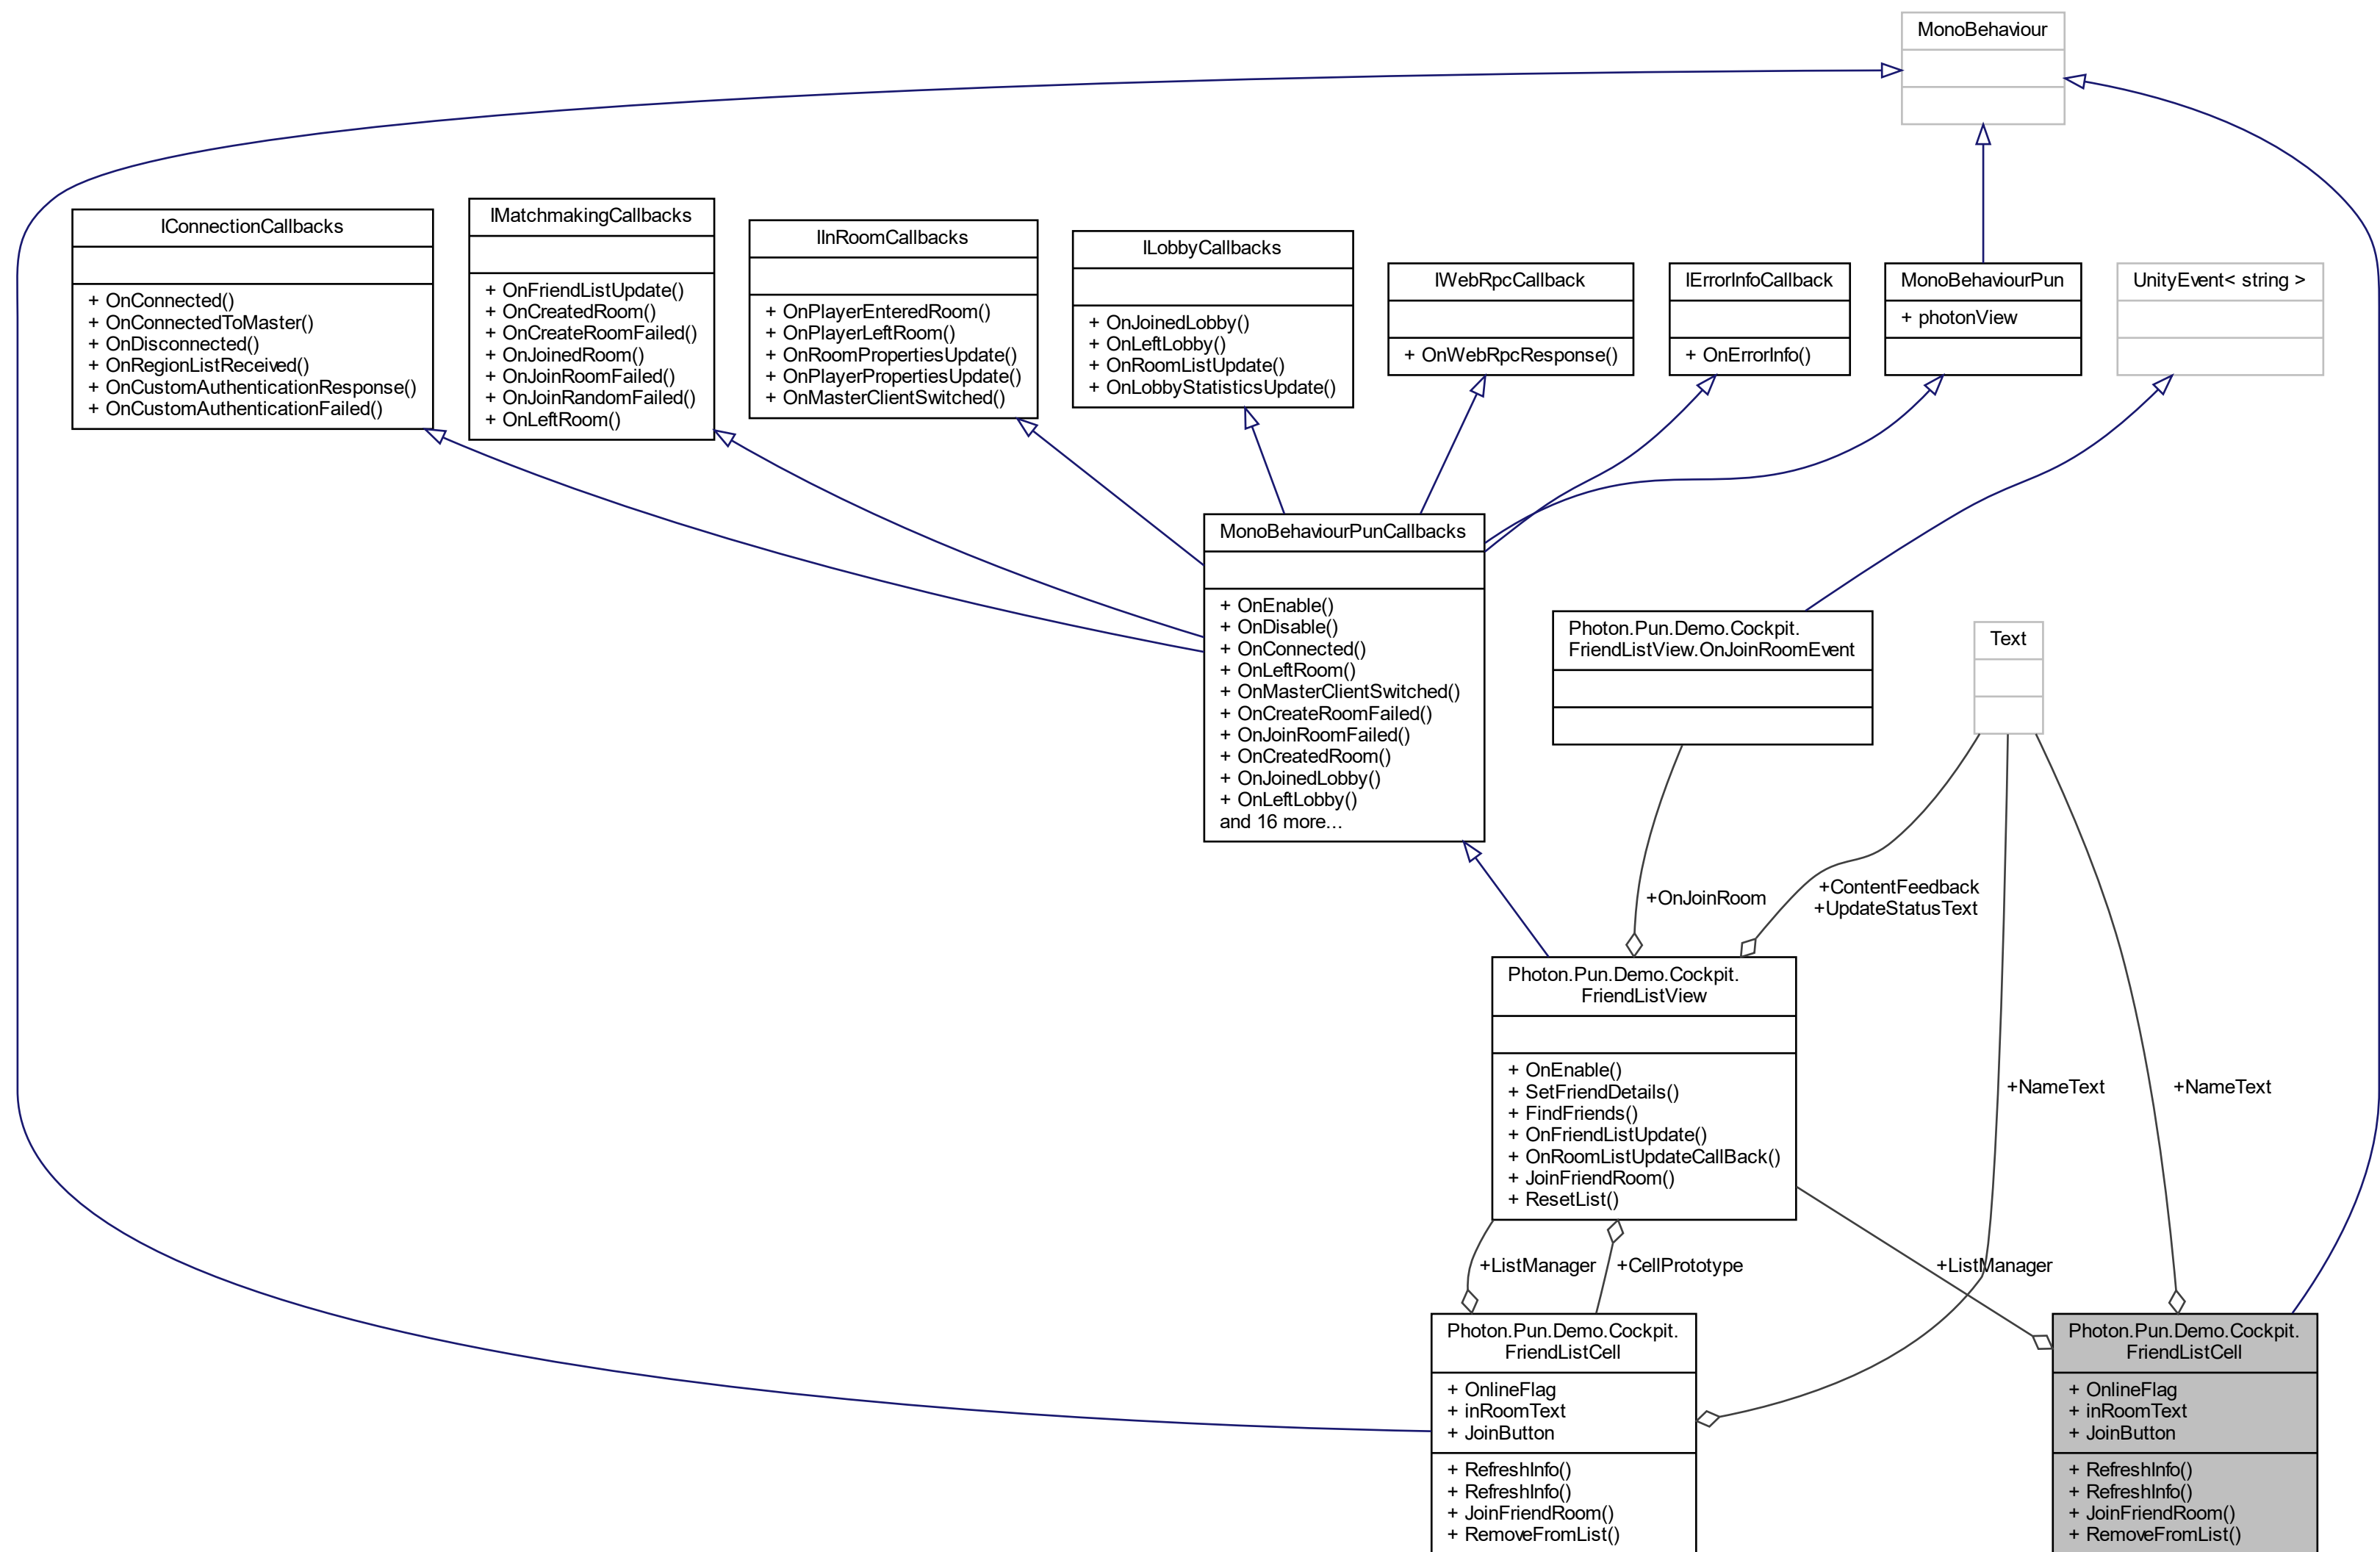 MonoBehaviour
IConnectionCallbacks
+ OnConnected()
+ OnConnectedToMaster()
+ OnDisconnected()
+ OnRegionListReceived()
+ OnCustomAuthenticationResponse()
+ OnCustomAuthenticationFailed()
IMatchmakingCallbacks
+ OnFriendListUpdate()
+ OnCreatedRoom()
+ OnCreateRoomFailed()
+ OnJoinedRoom()
+ OnJoinRoomFailed()
+ OnJoinRandomFailed()
+ OnLeftRoom()
IInRoomCallbacks
+ OnPlayerEnteredRoom()
+ OnPlayerLeftRoom()
+ OnRoomPropertiesUpdate()
+ OnPlayerPropertiesUpdate()
+ OnMasterClientSwitched()
ILobbyCallbacks
+ OnJoinedLobby()
+ OnLeftLobby()
+ OnRoomListUpdate()
+ OnLobbyStatisticsUpdate()
IWebRpcCallback
+ OnWebRpcResponse()
IErrorInfoCallback
+ OnErrorInfo()
MonoBehaviourPun
+ photonView
UnityEvent< string >
MonoBehaviourPunCallbacks
+ OnEnable()
+ OnDisable()
+ OnConnected()
+ OnLeftRoom()
+ OnMasterClientSwitched()
+ OnCreateRoomFailed()
+ OnJoinRoomFailed()
+ OnCreatedRoom()
+ OnJoinedLobby()
+ OnLeftLobby()
and 16 more...
Photon.Pun.Demo.Cockpit.
FriendListView.OnJoinRoomEvent
Text
+OnJoinRoom
+ContentFeedback
+UpdateStatusText
Photon.Pun.Demo.Cockpit.
FriendListView
+ OnEnable()
+ SetFriendDetails()
+ FindFriends()
+ OnFriendListUpdate()
+ OnRoomListUpdateCallBack()
+ JoinFriendRoom()
+ ResetList()
+NameText
+NameText
+ListManager
+CellPrototype
+ListManager
Photon.Pun.Demo.Cockpit.
FriendListCell
+ OnlineFlag
+ inRoomText
+ JoinButton
+ RefreshInfo()
+ RefreshInfo()
+ JoinFriendRoom()
+ RemoveFromList()
Photon.Pun.Demo.Cockpit.
FriendListCell
+ OnlineFlag
+ inRoomText
+ JoinButton
+ RefreshInfo()
+ RefreshInfo()
+ JoinFriendRoom()
+ RemoveFromList()